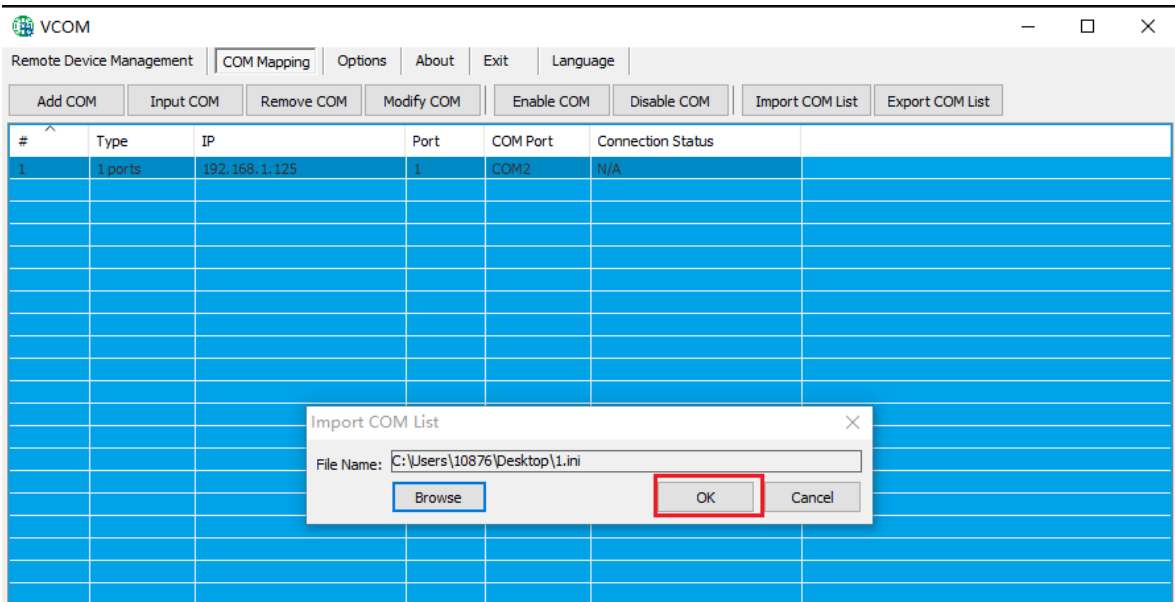 VCOM
Remote Device Management COM Mapping Options About Exit Language
Add COM Input COM Remove COM Modify COM Enable COM Disable COM Import COM List Export COM List
# Type IP Port COM Port Connection Status
1 1 ports 192.168.1.125 1 COM2 N/A
Import COM List
File Name: C:\Users\10876\Desktop\1.ini
Browse OK Cancel